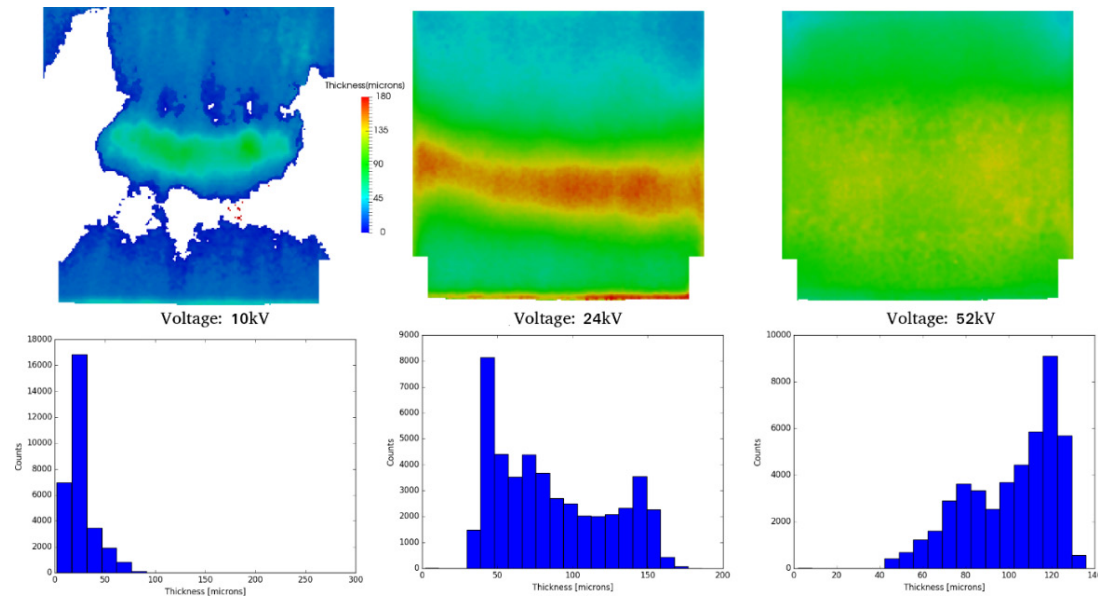 Thickness(microns)
180
135
90
45
0
Voltage: 10kV
Voltage: 24kV
Voltage: 52kV
18000
16000
14000
12000
10000
8000
6000
4000
2000
0
Counts
0 50 100 150 200 250 300
Thickness [microns]
9000
8000
7000
6000
5000
4000
3000
2000
1000
0
Counts
0 50 100 150 200
Thickness [microns]
10000
8000
6000
4000
2000
0
Counts
0 20 40 60 80 100 120 140
Thickness [microns]